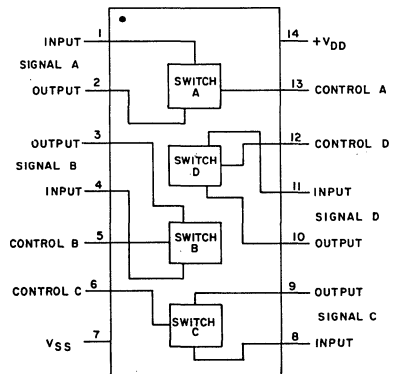 INPUT
1
14
+VDD
SIGNAL A
SWITCH
A
OUTPUT
2
13
CONTROL A
OUTPUT
3
12
CONTROL D
SIGNAL B
SWITCH
D
INPUT
4
11
INPUT
SIGNAL D
CONTROL B
5
SWITCH
B
10
OUTPUT
CONTROL C
6
9
OUTPUT
SWITCH
C
SIGNAL C
VSS
7
8
INPUT